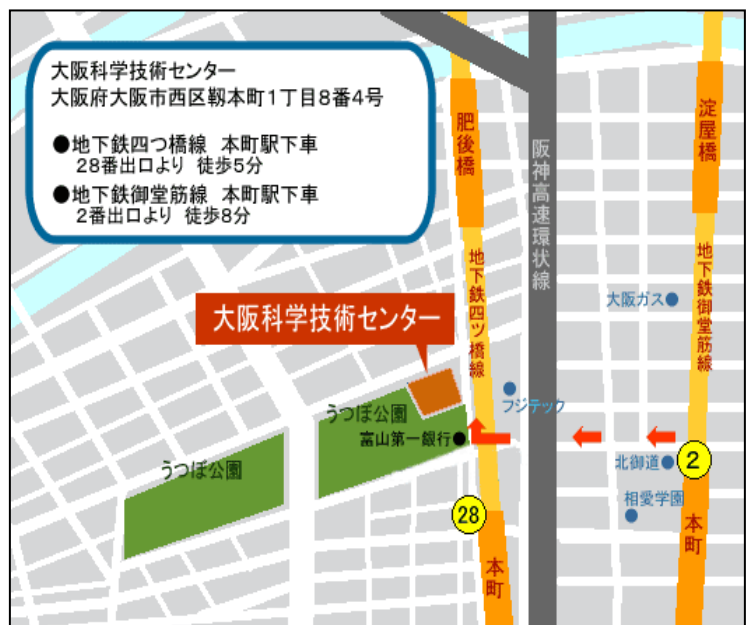 大阪科学技術センター
大阪府大阪市西区靱本町1丁目8番4号
●地下鉄四つ橋線 本町駅下車
28番出口より 徒歩5分
●地下鉄御堂筋線 本町駅下車
2番出口より 徒歩8分
肥後橋
淀屋橋
阪神高速環状線
地下鉄四ツ橋線
地下鉄御堂筋線
大阪ガス
大阪科学技術センター
フジテック
うつぼ公園
富山第一銀行
うつぼ公園
北御道
2
相愛学園
28
本町
本町